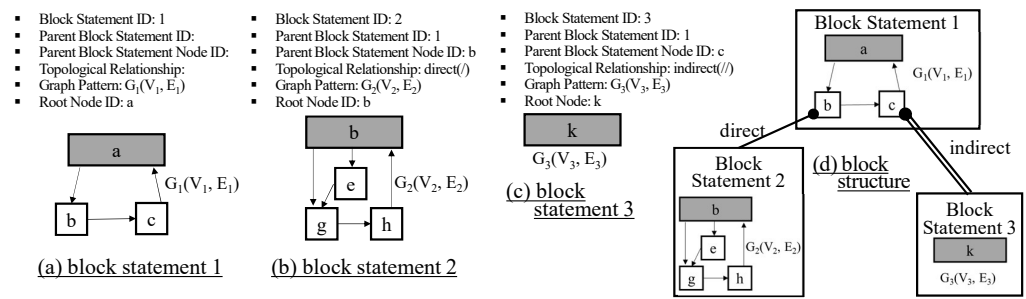 ▪ Block Statement ID: 1
▪ Parent Block Statement ID:
▪ Parent Block Statement Node ID:
▪ Topological Relationship:
▪ Graph Pattern: G₁(V₁, E₁)
▪ Root Node ID: a
a
G₁(V₁, E₁)
b
c
(a) block statement 1
▪ Block Statement ID: 2
▪ Parent Block Statement ID: 1
▪ Parent Block Statement Node ID: b
▪ Topological Relationship: direct(/)
▪ Graph Pattern: G₂(V₂, E₂)
▪ Root Node ID: b
b
e
G₂(V₂, E₂)
g
h
(b) block statement 2
▪ Block Statement ID: 3
▪ Parent Block Statement ID: 1
▪ Parent Block Statement Node ID: c
▪ Topological Relationship: indirect(//)
▪ Graph Pattern: G₃(V₃, E₃)
▪ Root Node: k
k
G₃(V₃, E₃)
(c) block
statement 3
Block Statement 1
a
G₁(V₁, E₁)
b
c
direct
indirect
Block
Statement 2
b
e
G₂(V₂, E₂)
g
h
(d) block
structure
Block
Statement 3
k
G₃(V₃, E₃)